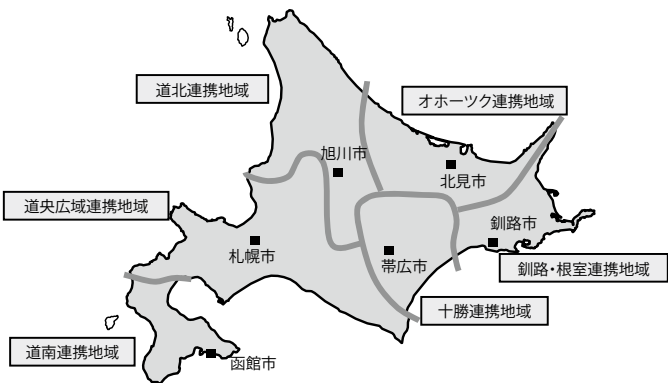 道北連携地域
オホーツク連携地域
旭川市
北見市
道央広域連携地域
釧路市
札幌市
帯広市
釧路・根室連携地域
十勝連携地域
道南連携地域
函館市